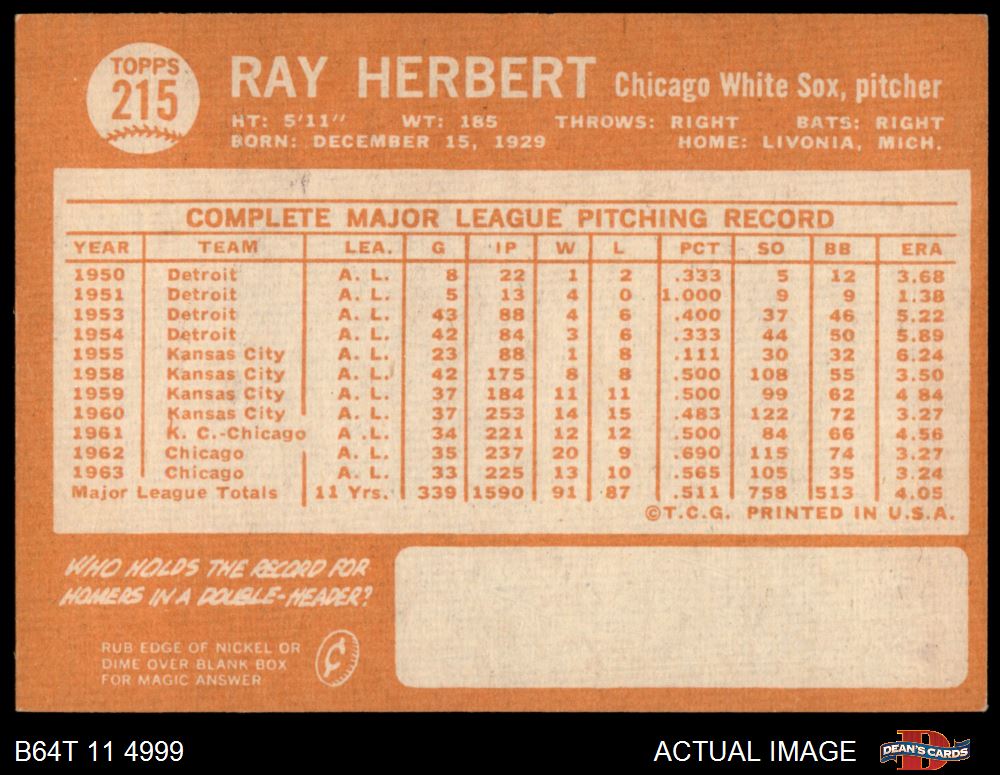 TOPPS
215
RAY HERBERT Chicago White Sox, pitcher
HT: 5'11" WT: 185 THROWS: RIGHT BATS: RIGHT
BORN: DECEMBER 15, 1929 HOME: LIVONIA, MICH.
COMPLETE MAJOR LEAGUE PITCHING RECORD
YEAR TEAM LEA. G IP W L PCT SO BB ERA
1950 Detroit A. L. 8 22 1 2 .333 5 12 3.68
1951 Detroit A. L. 5 13 4 0 1.000 9 9 1.38
1953 Detroit A. L. 43 88 4 6 .400 37 46 5.22
1954 Detroit A. L. 42 84 3 6 .333 44 50 5.89
1955 Kansas City A. L. 23 88 1 8 .111 30 32 6.24
1958 Kansas City A. L. 42 175 8 8 .500 108 55 3.50
1959 Kansas City A. L. 37 184 11 11 .500 99 62 4 84
1960 Kansas City A. L. 37 253 14 15 .483 122 72 3.27
1961 K. C.-Chicago A .L. 34 221 12 12 .500 84 66 4.56
1962 Chicago A. L. 35 237 20 9 .690 115 74 3.27
1963 Chicago A. L. 33 225 13 10 .565 105 35 3.24
Major League Totals 11 Yrs. 339 1590 91 87 .511 758 513 4.05
©T.C.G. PRINTED IN U.S.A.
WHO HOLDS THE RECORD FOR
HOMERS IN A DOUBLE-HEADER?
RUB EDGE OF NICKEL OR
DIME OVER BLANK BOX
FOR MAGIC ANSWER
¢
B64T 11 4999 ACTUAL IMAGE
D
DEAN'S CARDS